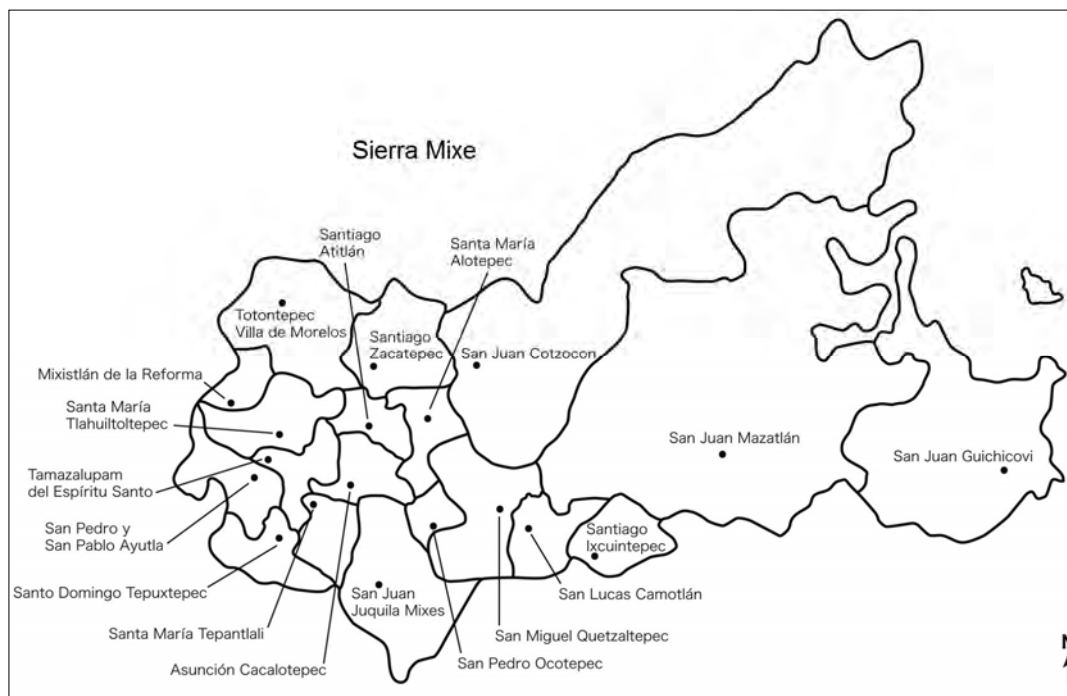 Sierra Mixe
Santiago
Atitlán
Santa María
Alotepec
Totontepec
Villa de Morelos
Santiago
Zacatepec
San Juan Cotzocon
Mixistlán de la Reforma
Santa María
Tlahuiltoltepec
San Juan Mazatlán
San Juan Guichicovi
Tamazalupam
del Espíritu Santo
San Pedro y
San Pablo Ayutla
Santiago
Ixcuintepec
Santo Domingo Tepuxtepec
San Juan
Juquila Mixes
San Lucas Camotlán
Santa María Tepantlali
San Miguel Quetzaltepec
Asunción Cacalotepec
San Pedro Ocotepec